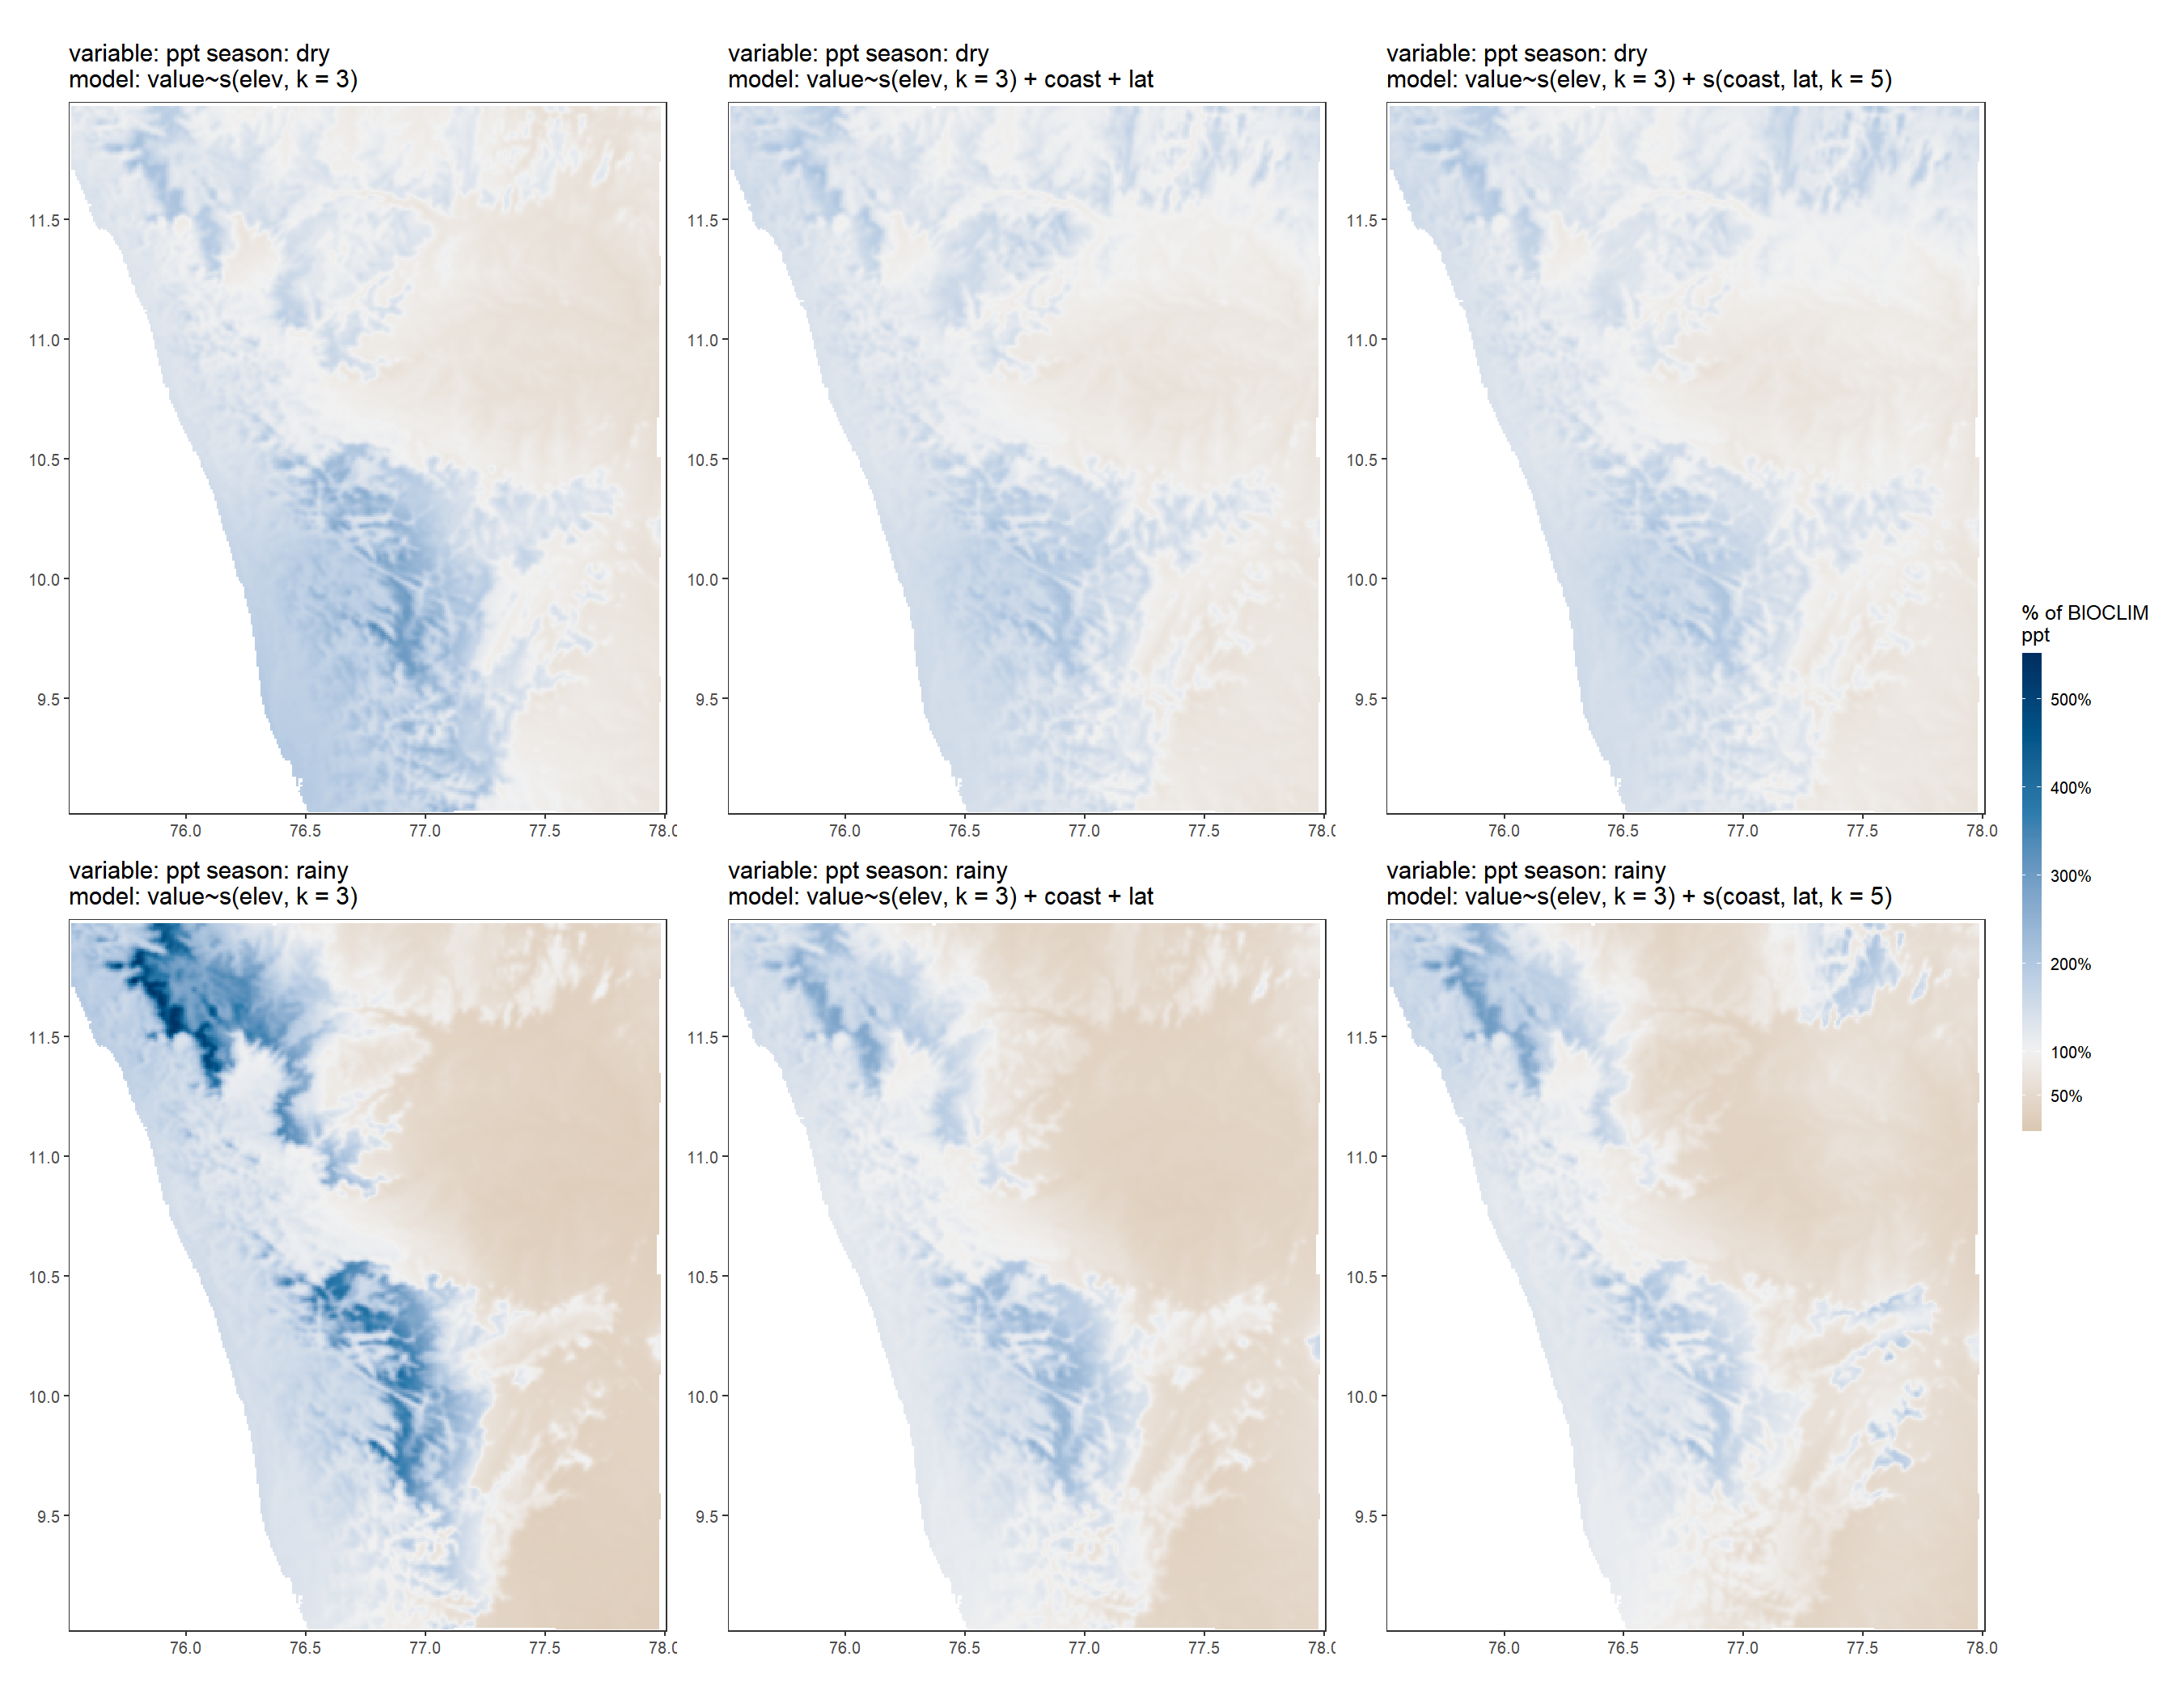 variable: ppt season: dry
model: value~s(elev, k = 3)
variable: ppt season: dry
model: value~s(elev, k = 3) + coast + lat
variable: ppt season: dry
model: value~s(elev, k = 3) + s(coast, lat, k = 5)
11.5
11.0
10.5
10.0
9.5
76.0 76.5 77.0 77.5 78.0
11.5
11.0
10.5
10.0
9.5
76.0 76.5 77.0 77.5 78.0
11.5
11.0
10.5
10.0
9.5
76.0 76.5 77.0 77.5 78.0
variable: ppt season: rainy
model: value~s(elev, k = 3)
variable: ppt season: rainy
model: value~s(elev, k = 3) + coast + lat
variable: ppt season: rainy
model: value~s(elev, k = 3) + s(coast, lat, k = 5)
11.5
11.0
10.5
10.0
9.5
76.0 76.5 77.0 77.5 78.0
11.5
11.0
10.5
10.0
9.5
76.0 76.5 77.0 77.5 78.0
11.5
11.0
10.5
10.0
9.5
76.0 76.5 77.0 77.5 78.0
% of BIOCLIM
ppt
500%
400%
300%
200%
100%
50%